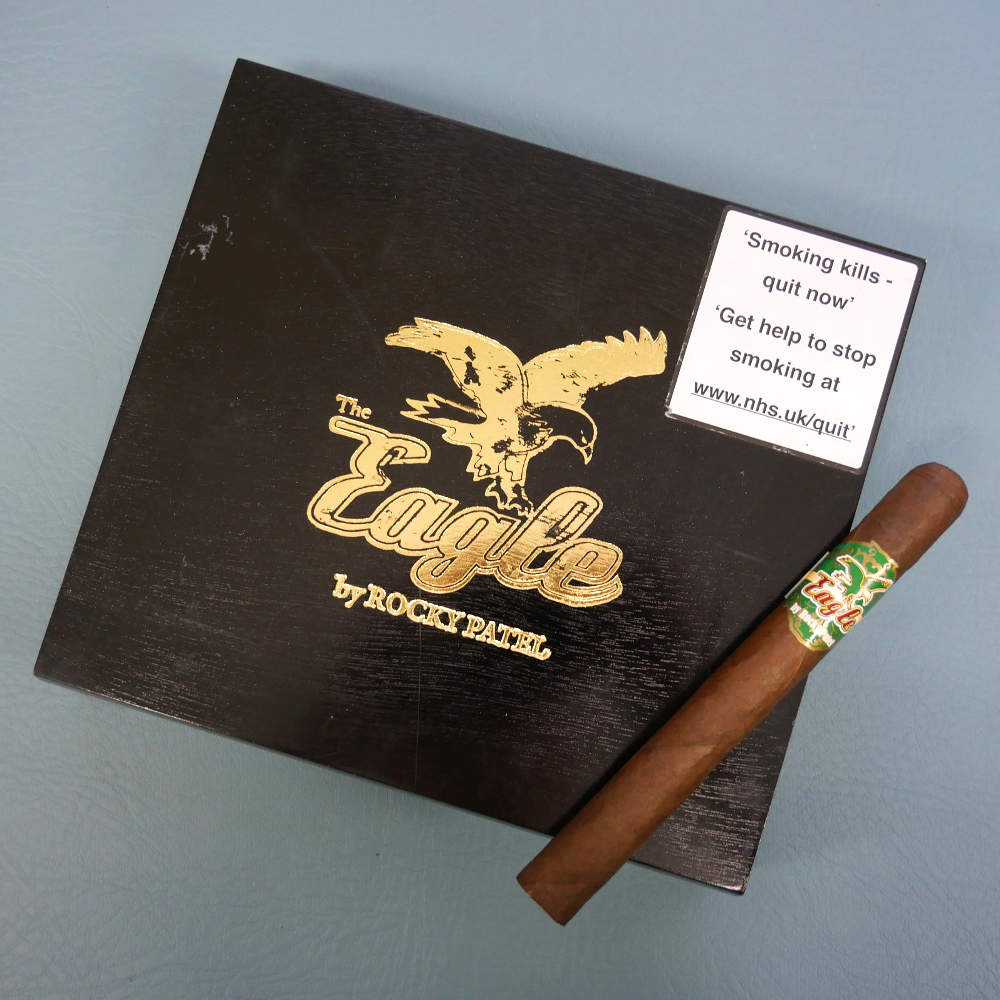 'Smoking kills -
quit now'
'Get help to stop
smoking at
www.nhs.uk/quit'
The
Eagle
by ROCKY PATEL
Eagle